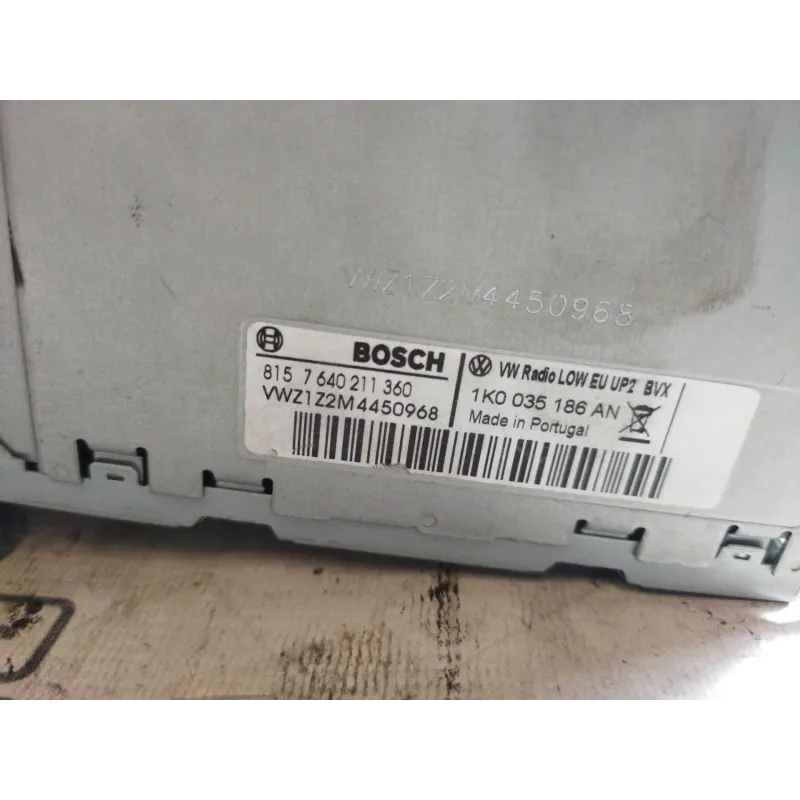 VWZ1Z2M4450968
BOSCH
815 7 640 211 360
VWZ1Z2M4450968
VW Radio LOW EU UP2 BVX
1K0 035 186 AN
Made in Portugal